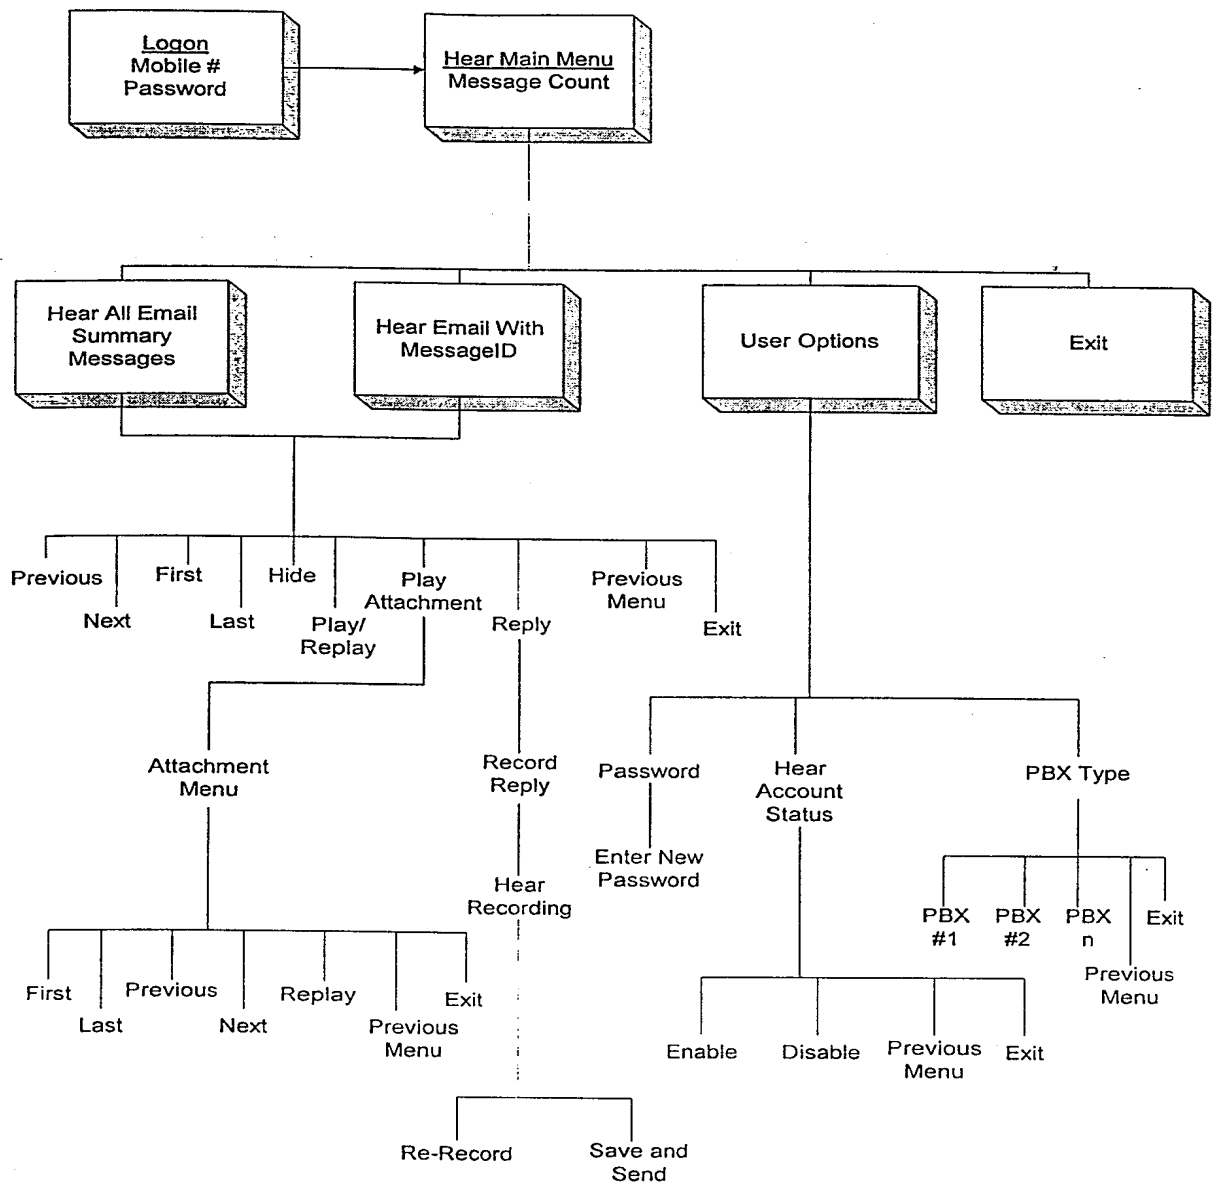 Logon
Mobile #
Password
Hear Main Menu
Message Count
Hear All Email
Summary
Messages
Hear Email With
MessageID
User Options
Exit
Previous
Next
First
Last
Hide
Play/
Replay
Play
Attachment
Reply
Previous
Menu
Exit
Attachment
Menu
Record
Reply
Hear
Recording
Password
Enter New
Password
Hear
Account
Status
PBX Type
PBX
#1
PBX
#2
PBX
n
Previous
Menu
Exit
First
Last
Previous
Next
Replay
Previous
Menu
Exit
Enable
Disable
Previous
Menu
Exit
Re-Record
Save and
Send